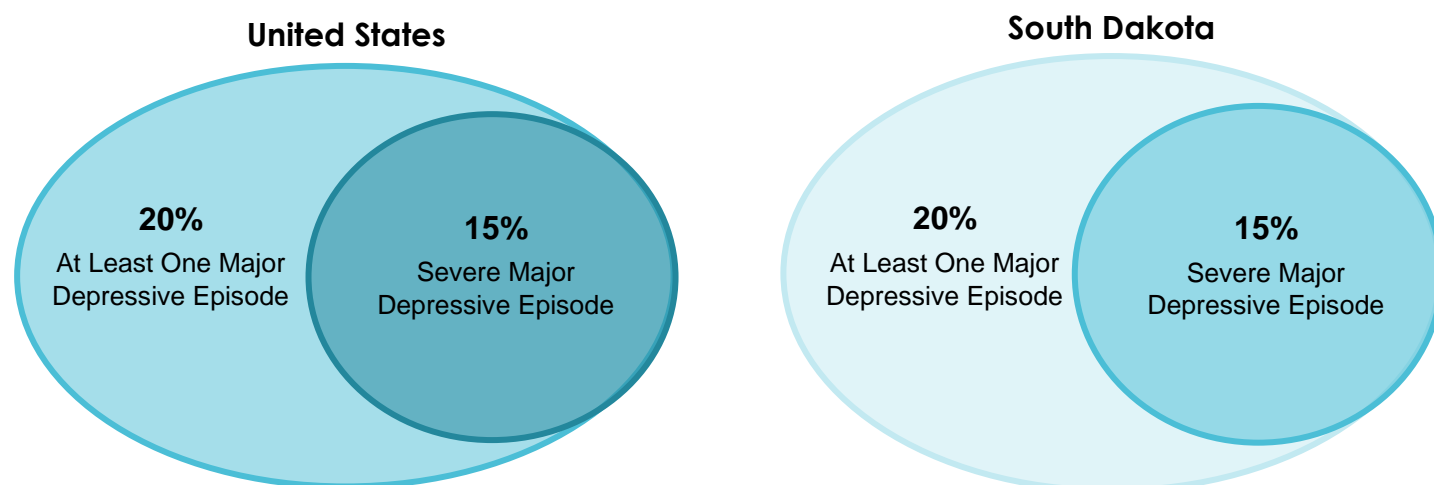 United States
20%
At Least One Major
Depressive Episode
15%
Severe Major
Depressive Episode
South Dakota
20%
At Least One Major
Depressive Episode
15%
Severe Major
Depressive Episode